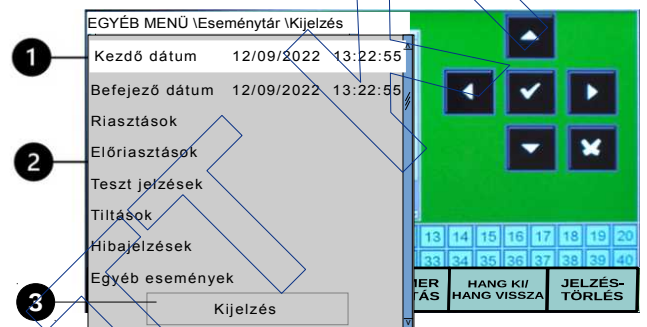 EGYÉB MENÜ \Eseménytár \Kijelzés
1
Kezdő dátum 12/09/2022 13:22:55
Befejező dátum 12/09/2022 13:22:55
Riasztások
2
Előriasztások
Teszt jelzések
Tiltások
Hibajelzések
Egyéb események
3
Kijelzés
13 14 15 16 17 18 19 20
33 34 35 36 37 38 39 40
HANG KI/
HANG VISSZA
JELZÉS-
TÖRLÉS